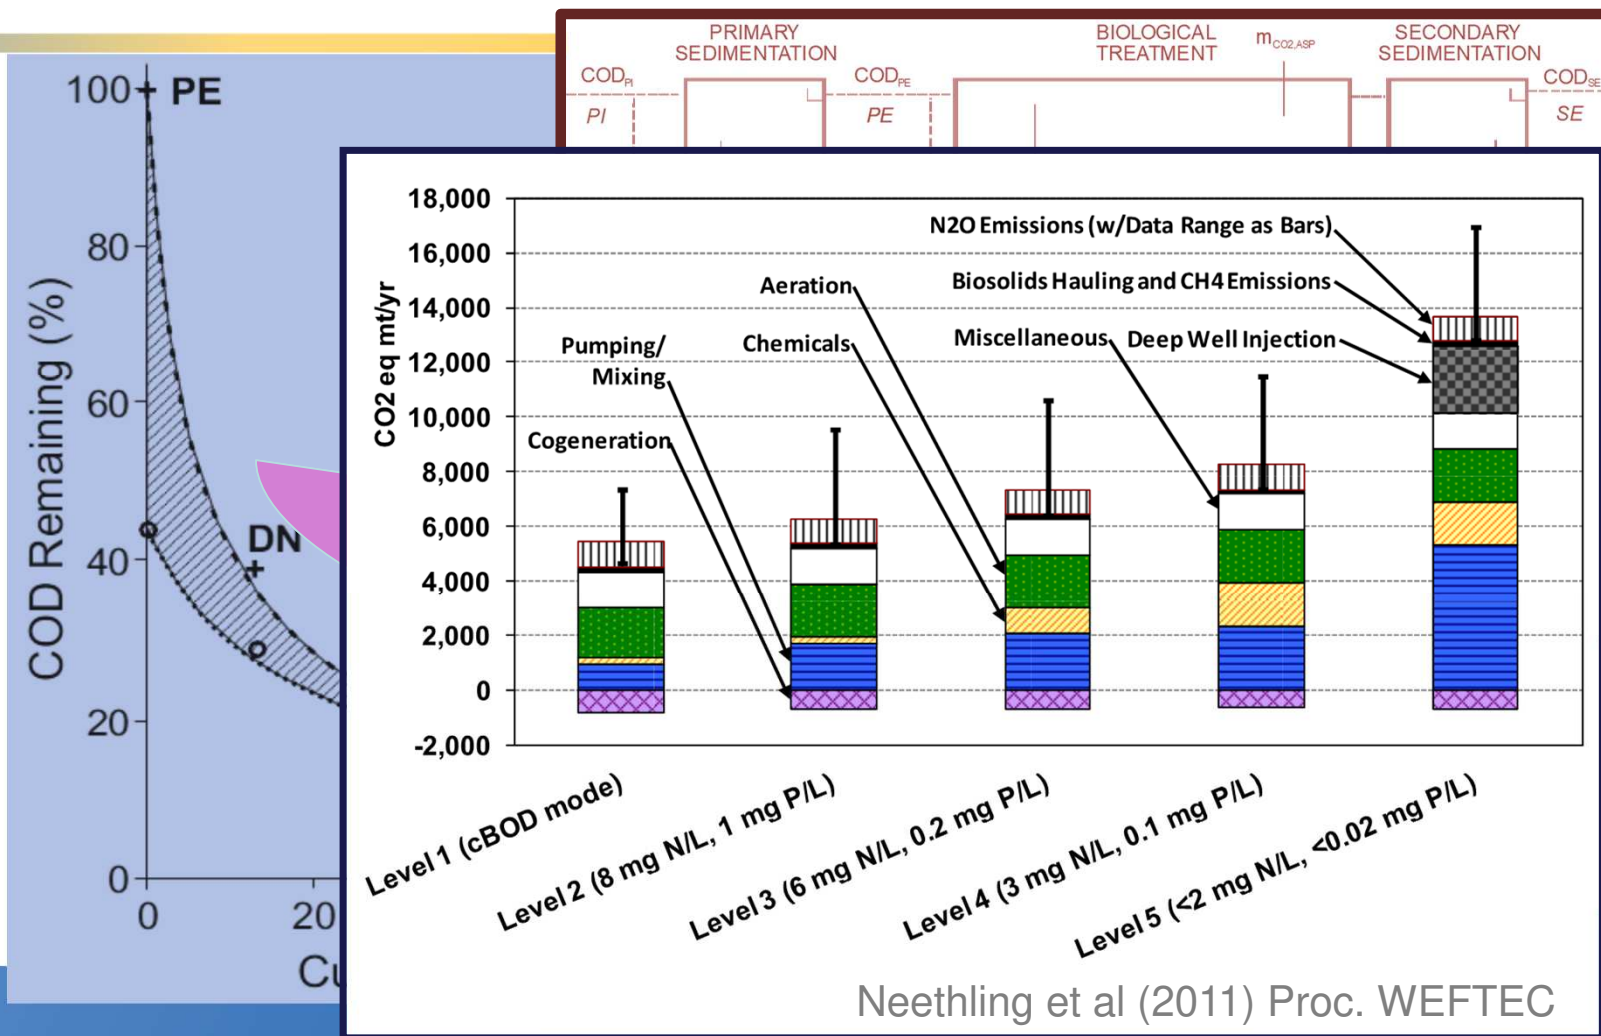 PRIMARY
SEDIMENTATION
BIOLOGICAL
TREATMENT
mCO2,ASP
SECONDARY
SEDIMENTATION
CODPI
PI
CODPE
PE
CODSE
SE
COD Remaining (%)
100
80
60
40
20
0
PE
DN
0
20
CO2 eq mt/yr
18,000
16,000
14,000
12,000
10,000
8,000
6,000
4,000
2,000
0
-2,000
N2O Emissions (w/Data Range as Bars)
Biosolids Hauling and CH4 Emissions
Deep Well Injection
Miscellaneous
Aeration
Chemicals
Pumping/
Mixing
Cogeneration
Level 1 (cBOD mode)
Level 2 (8 mg N/L, 1 mg P/L)
Level 3 (6 mg N/L, 0.2 mg P/L)
Level 4 (3 mg N/L, 0.1 mg P/L)
Level 5 (<2 mg N/L, <0.02 mg P/L)
Neethling et al (2011) Proc. WEFTEC